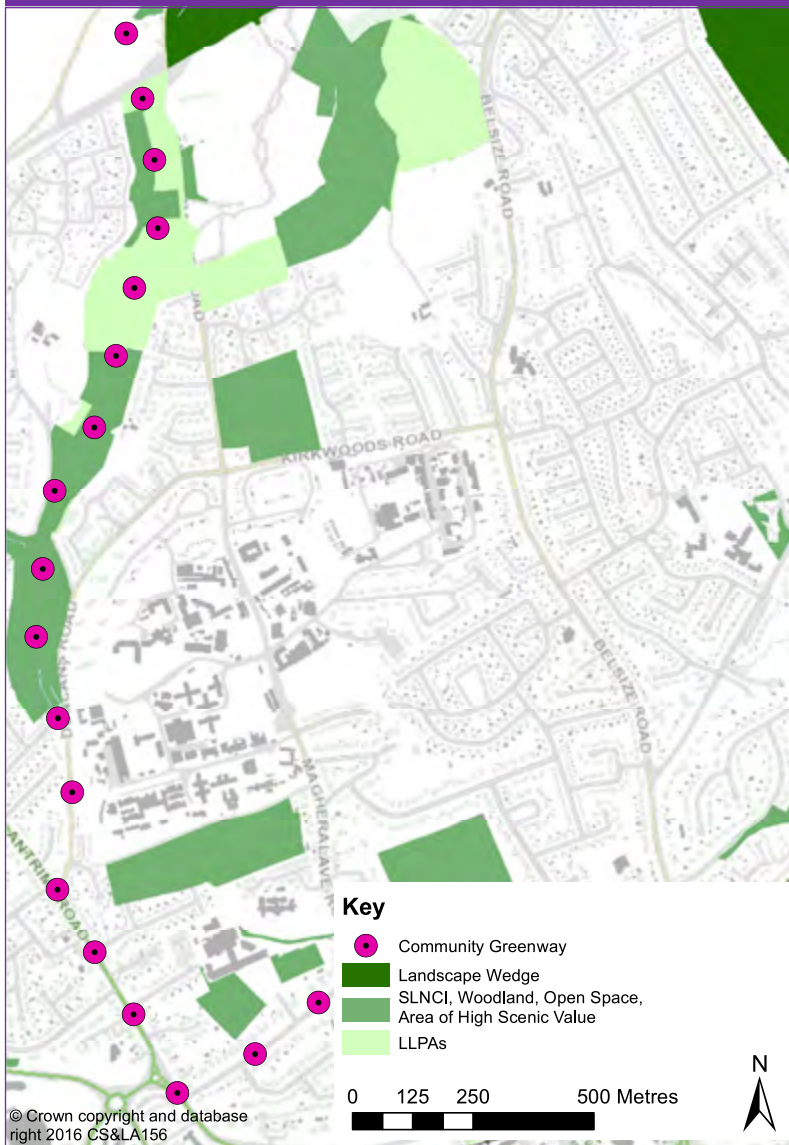 BELSIZE ROAD
KIRKWOODS ROAD
BELSIZE ROAD
MAGHERALAVE
ANTRIM ROAD
Key
Community Greenway
Landscape Wedge
SLNCI, Woodland, Open Space,
Area of High Scenic Value
LLPAs
N
0 125 250 500 Metres
© Crown copyright and database
right 2016 CS&LA156